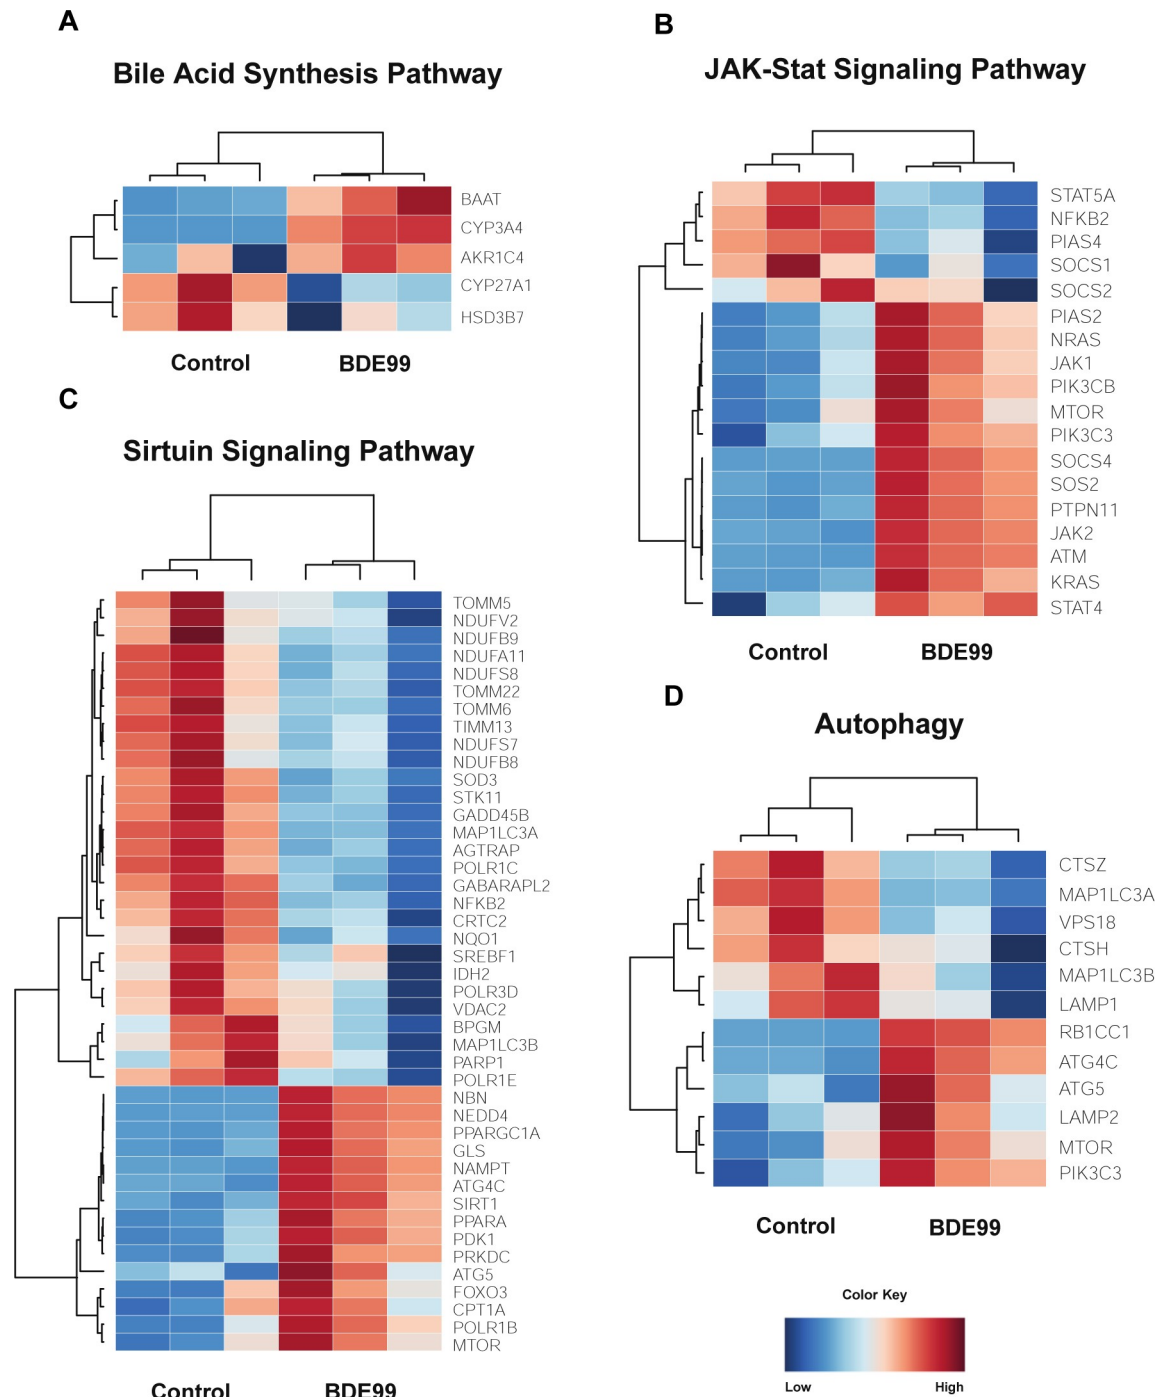 A
Bile Acid Synthesis Pathway
BAAT
CYP3A4
AKR1C4
CYP27A1
HSD3B7
Control BDE99
B
JAK-Stat Signaling Pathway
STAT5A
NFKB2
PIAS4
SOCS1
SOCS2
PIAS2
NRAS
JAK1
PIK3CB
MTOR
PIK3C3
SOCS4
SOS2
PTPN11
JAK2
ATM
KRAS
STAT4
Control BDE99
C
Sirtuin Signaling Pathway
TOMM5
NDUFV2
NDUFB9
NDUFA11
NDUFS8
TOMM22
TOMM6
TIMM13
NDUFS7
NDUFB8
SOD3
STK11
GADD45B
MAP1LC3A
AGTRAP
POLR1C
GABARAPL2
NFKB2
CRTC2
NQO1
SREBF1
IDH2
POLR3D
VDAC2
BPGM
MAP1LC3B
PARP1
POLR1E
NBN
NEDD4
PPARGC1A
GLS
NAMPT
ATG4C
SIRT1
PPARA
PDK1
PRKDC
ATG5
FOXO3
CPT1A
POLR1B
MTOR
Control BDE99
D
Autophagy
CTSZ
MAP1LC3A
VPS18
CTSH
MAP1LC3B
LAMP1
RB1CC1
ATG4C
ATG5
LAMP2
MTOR
PIK3C3
Control BDE99
Color Key
Low High